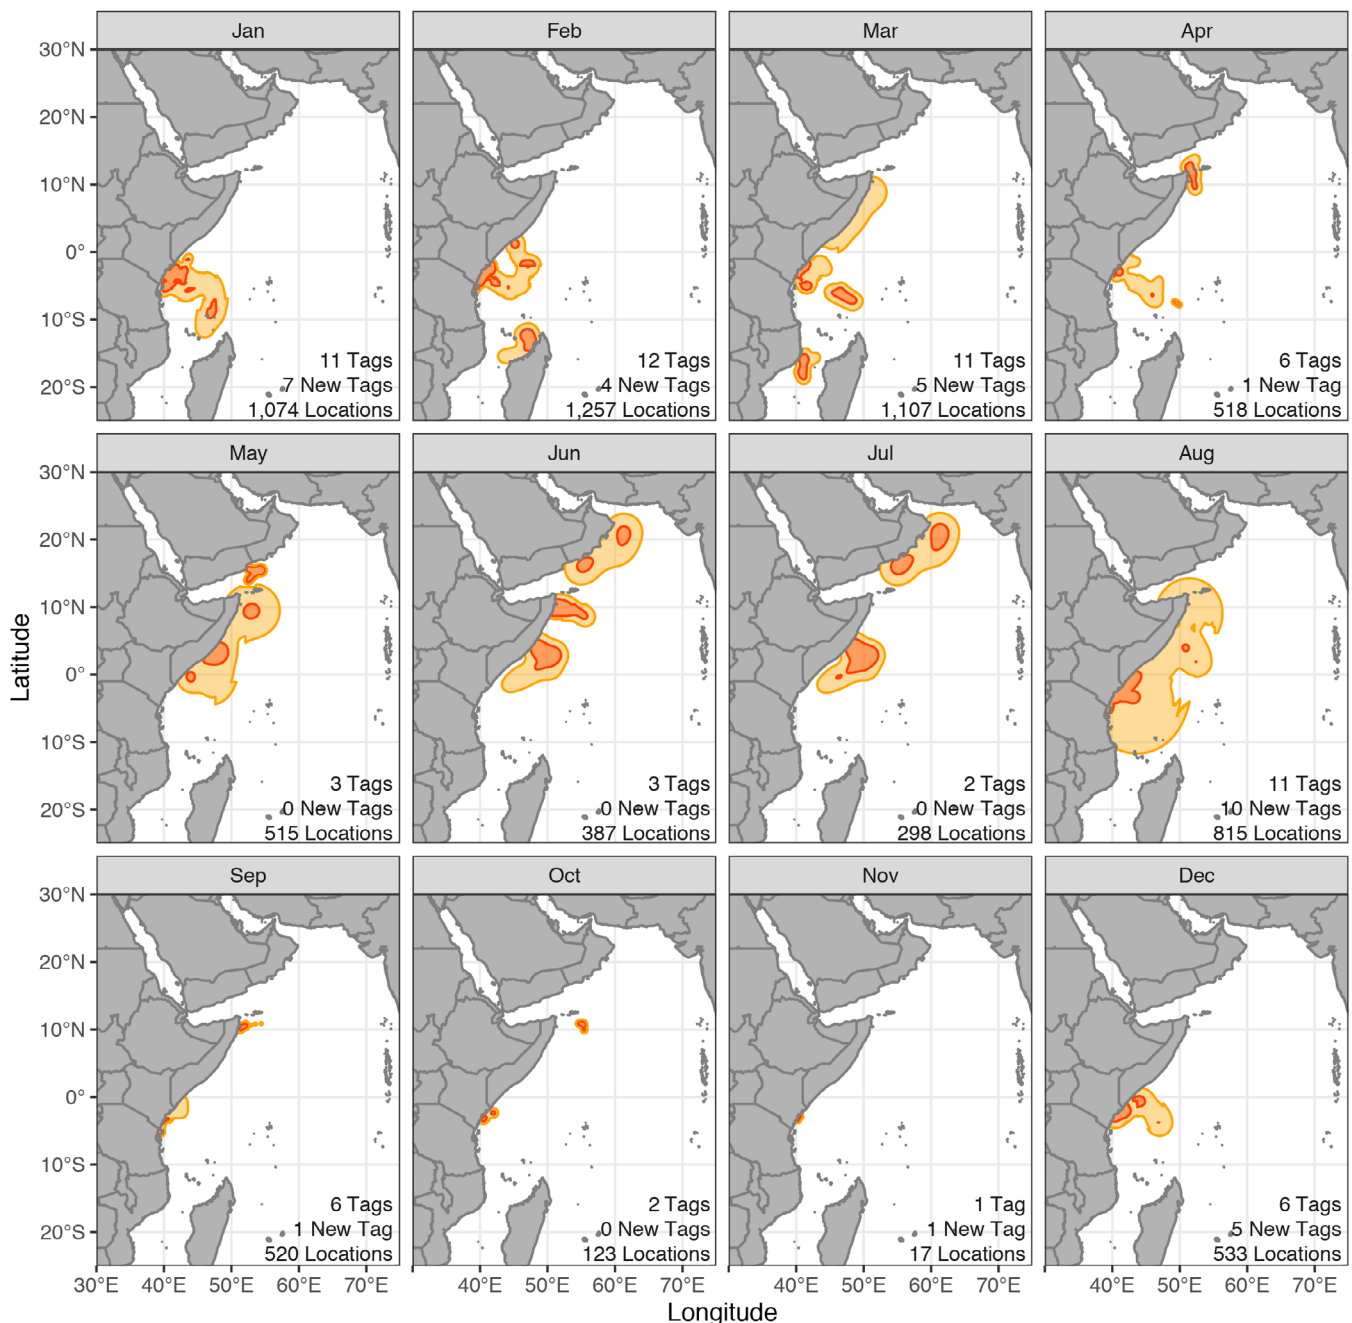 Jan Feb Mar Apr
30°N
20°N
10°N
0°
10°S
20°S
11 Tags
7 New Tags
1,074 Locations
12 Tags
4 New Tags
1,257 Locations
11 Tags
5 New Tags
1,107 Locations
6 Tags
1 New Tag
518 Locations
May Jun Jul Aug
30°N
20°N
10°N
0°
10°S
20°S
3 Tags
0 New Tags
515 Locations
3 Tags
0 New Tags
387 Locations
2 Tags
0 New Tags
298 Locations
11 Tags
10 New Tags
815 Locations
Latitude
Sep Oct Nov Dec
30°N
20°N
10°N
0°
10°S
20°S
6 Tags
1 New Tag
520 Locations
2 Tags
0 New Tags
123 Locations
1 Tag
1 New Tag
17 Locations
6 Tags
5 New Tags
533 Locations
30°E 40°E 50°E 60°E 70°E 40°E 50°E 60°E 70°E 40°E 50°E 60°E 70°E 40°E 50°E 60°E 70°E
Longitude